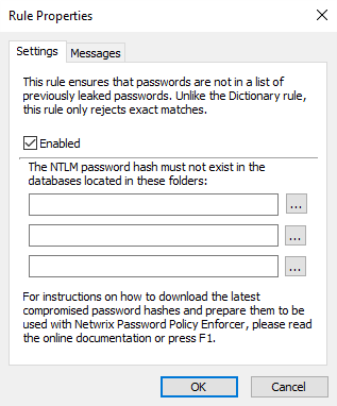 Rule Properties
Settings
Messages
This rule ensures that passwords are not in a list of
previously leaked passwords. Unlike the Dictionary rule,
this rule only rejects exact matches.
Enabled
The NTLM password hash must not exist in the
databases located in these folders:
...
...
...
For instructions on how to download the latest
compromised password hashes and prepare them to be
used with Netwrix Password Policy Enforcer, please read
the online documentation or press F1.
OK
Cancel